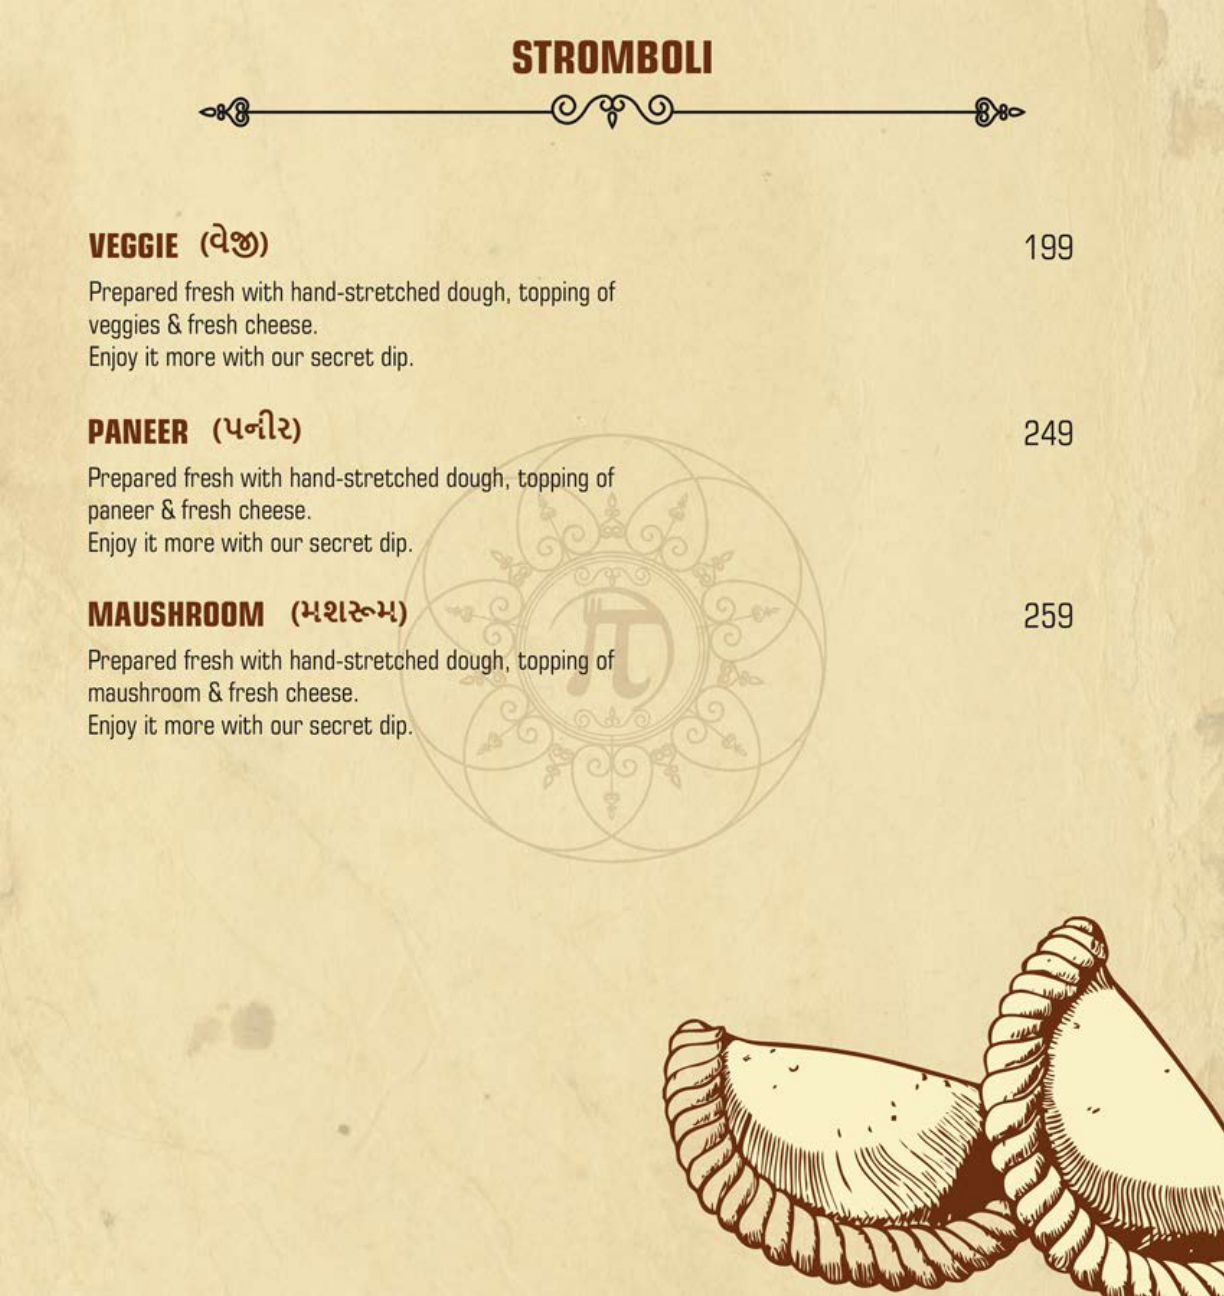 STROMBOLI
VEGGIE (વેજી) 199
Prepared fresh with hand-stretched dough, topping of
veggies & fresh cheese.
Enjoy it more with our secret dip.
PANEER (પનીર) 249
Prepared fresh with hand-stretched dough, topping of
paneer & fresh cheese.
Enjoy it more with our secret dip.
MAUSHROOM (મશરૂમ) 259
Prepared fresh with hand-stretched dough, topping of
maushroom & fresh cheese.
Enjoy it more with our secret dip.